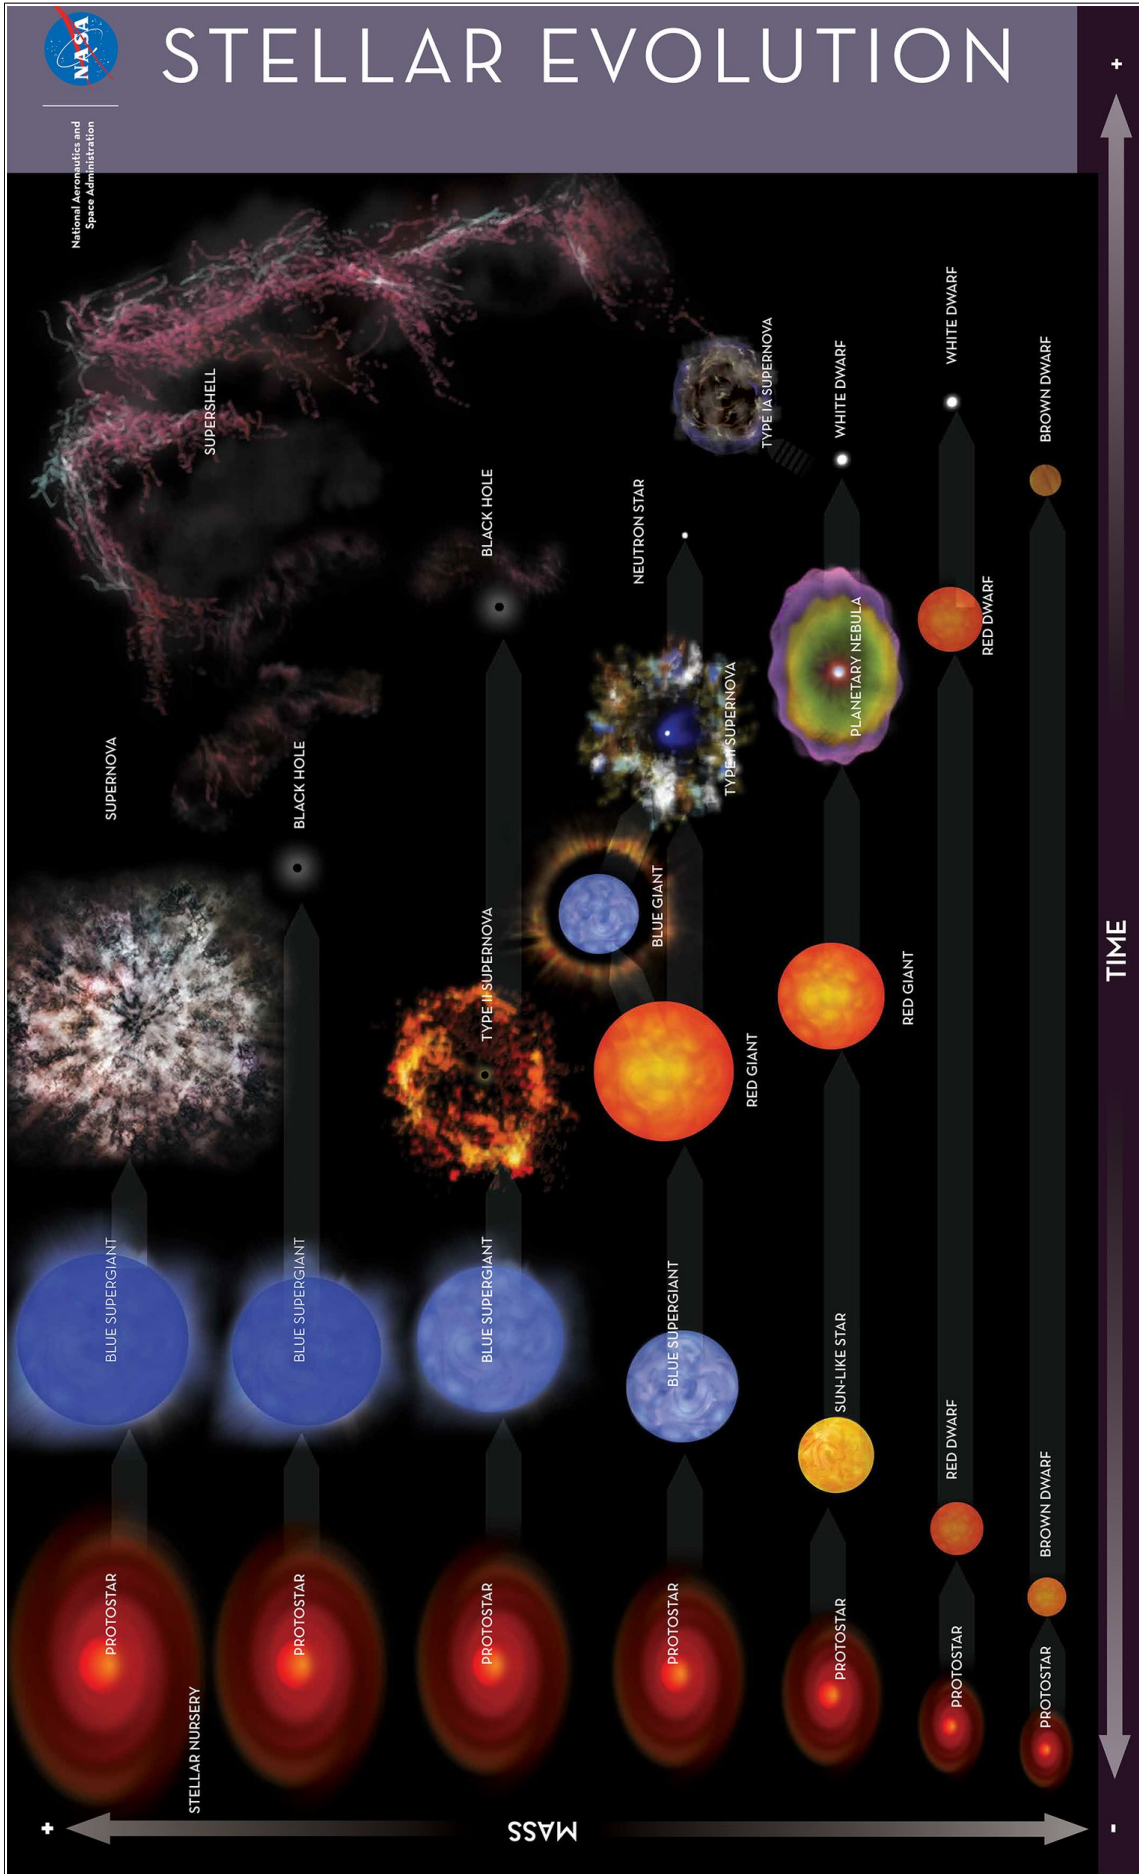 NASA
National Aeronautics and
Space Administration
STELLAR EVOLUTION
+
SUPERSHELL
SUPERNOVA
BLACK HOLE
BLACK HOLE
NEUTRON STAR
TYPE IA SUPERNOVA
WHITE DWARF
WHITE DWARF
BROWN DWARF
TYPE II SUPERNOVA
TYPE II SUPERNOVA
PLANETARY NEBULA
RED DWARF
BLUE GIANT
RED GIANT
RED GIANT
BLUE SUPERGIANT
BLUE SUPERGIANT
BLUE SUPERGIANT
BLUE SUPERGIANT
SUN-LIKE STAR
RED DWARF
BROWN DWARF
PROTOSTAR
PROTOSTAR
PROTOSTAR
PROTOSTAR
PROTOSTAR
PROTOSTAR
PROTOSTAR
STELLAR NURSERY
TIME
+
MASS
-